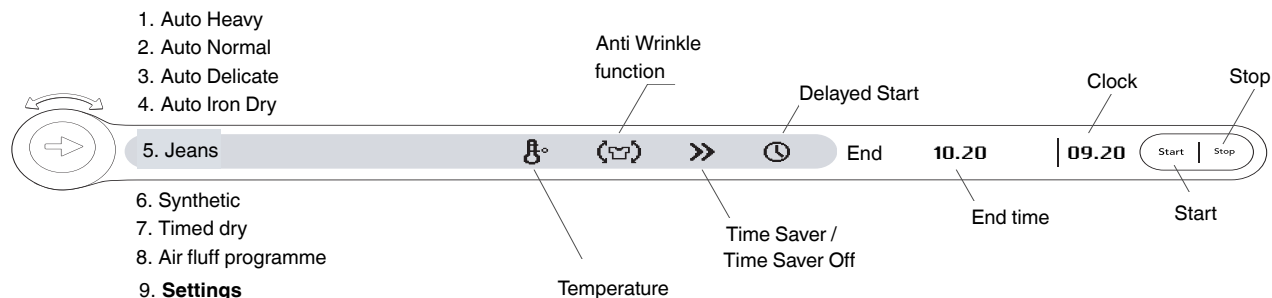 1. Auto Heavy
2. Auto Normal
3. Auto Delicate
4. Auto Iron Dry
5. Jeans
6. Synthetic
7. Timed dry
8. Air fluff programme
9. Settings
Anti Wrinkle
function
Delayed Start
Clock
Stop
End
10.20
09.20
Start
Stop
Temperature
Time Saver /
Time Saver Off
End time
Start